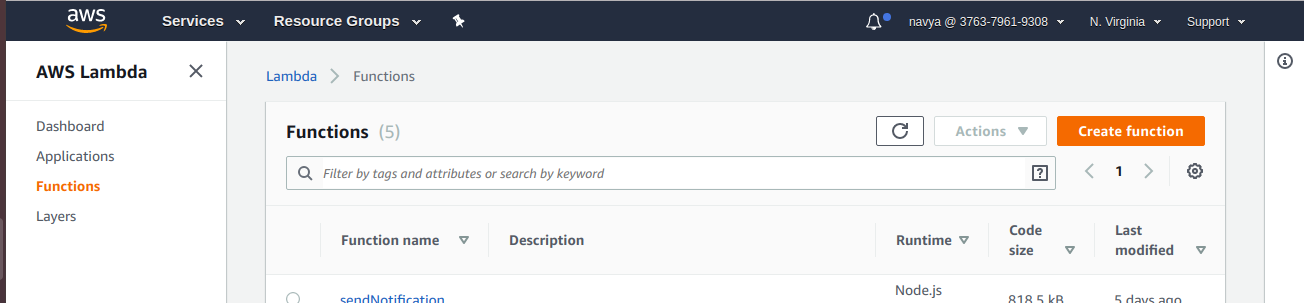 aws Services Resource Groups navya @ 3763-7961-9308 N. Virginia Support
AWS Lambda
Lambda Functions
Dashboard
Applications
Functions
Layers
Functions (5) Actions Create function
Filter by tags and attributes or search by keyword ? 1
Function name Description Runtime Code size Last modified
sendNotification Node.js 818.5 kB 5 days ago